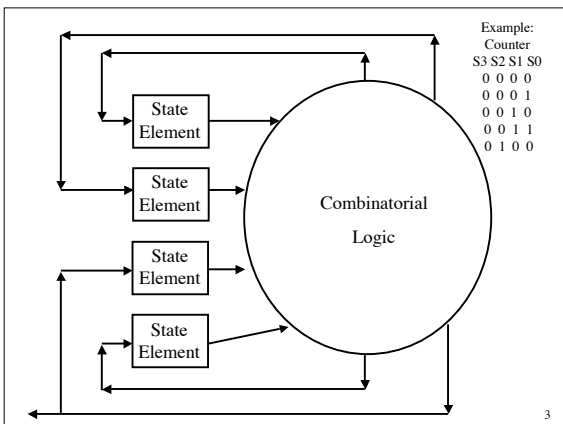 Example:
Counter
S3 S2 S1 S0
0 0 0 0
0 0 0 1
0 0 1 0
0 0 1 1
0 1 0 0
State
Element
State
Element
Combinatorial
Logic
State
Element
State
Element
3